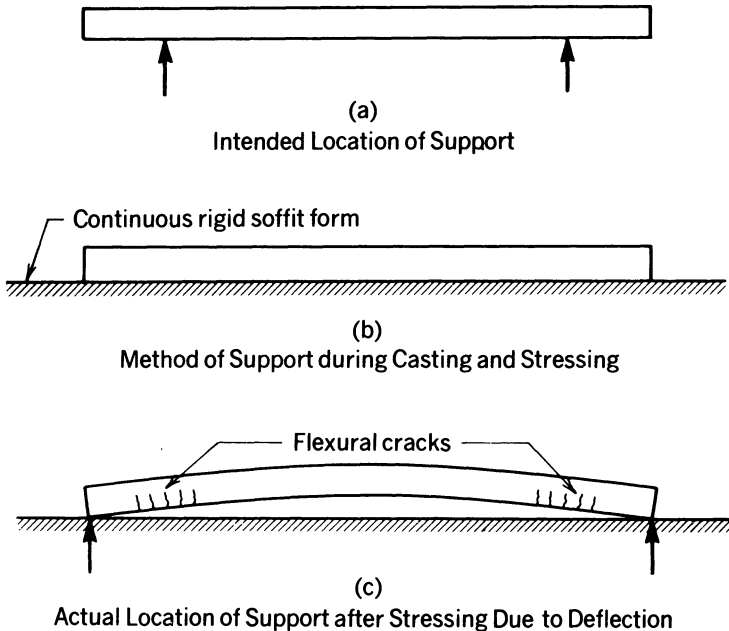 (a)
Intended Location of Support
Continuous rigid soffit form
(b)
Method of Support during Casting and Stressing
Flexural cracks
(c)
Actual Location of Support after Stressing Due to Deflection